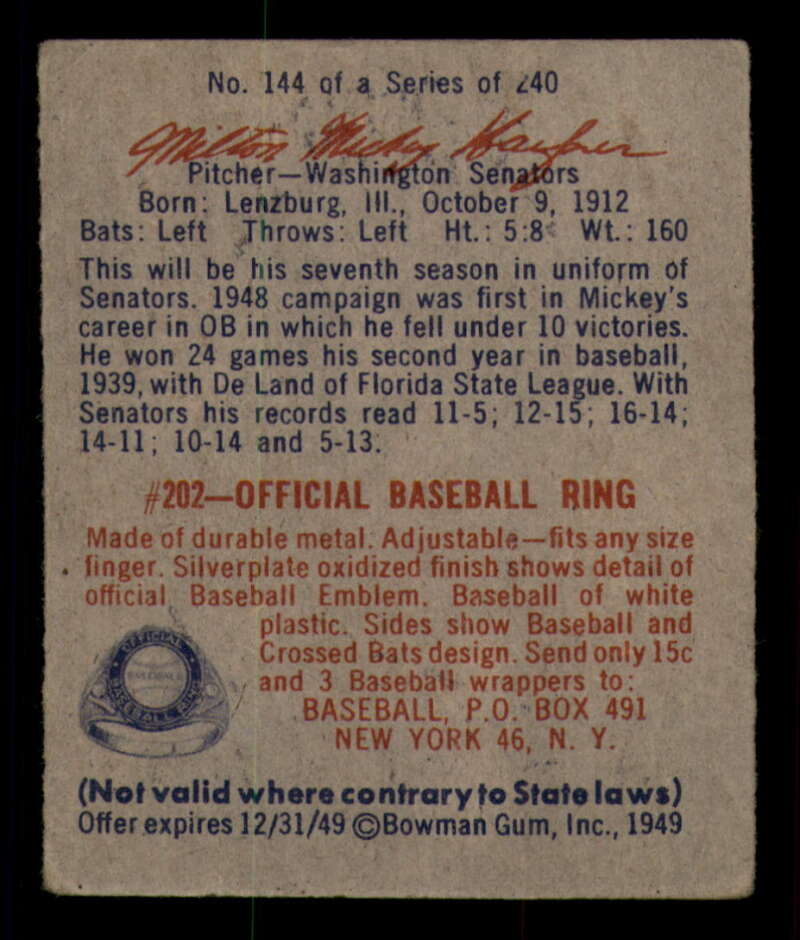 No. 144 of a Series of 240
Milton Mickey Haefner
Pitcher—Washington Senators
Born: Lenzburg, Ill., October 9, 1912
Bats: Left Throws: Left Ht.: 5:8 Wt.: 160
This will be his seventh season in uniform of
Senators. 1948 campaign was first in Mickey's
career in OB in which he fell under 10 victories.
He won 24 games his second year in baseball,
1939, with De Land of Florida State League. With
Senators his records read 11-5; 12-15; 16-14;
14-11; 10-14 and 5-13.
#202—OFFICIAL BASEBALL RING
Made of durable metal. Adjustable—fits any size
finger. Silverplate oxidized finish shows detail of
official Baseball Emblem. Baseball of white
plastic. Sides show Baseball and
Crossed Bats design. Send only 15c
and 3 Baseball wrappers to:
BASEBALL, P.O. BOX 491
NEW YORK 46, N. Y.
OFFICIAL
BASEBALL RING
(Not valid where contrary to State laws)
Offer expires 12/31/49 ©Bowman Gum, Inc., 1949